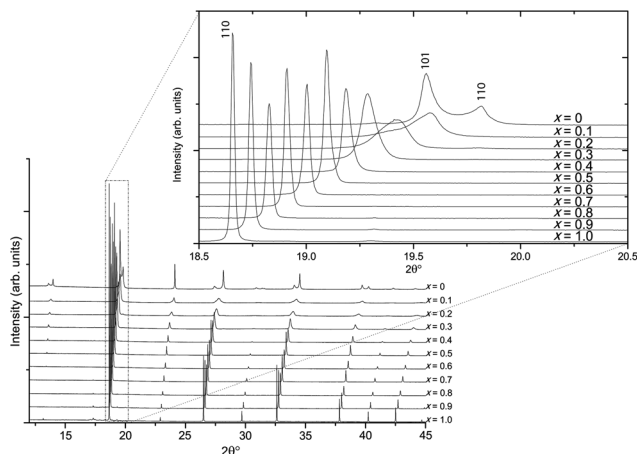 110
101
110
Intensity (arb. units)
x = 0
x = 0.1
x = 0.2
x = 0.3
x = 0.4
x = 0.5
x = 0.6
x = 0.7
x = 0.8
x = 0.9
x = 1.0
18.5 19.0 19.5 20.0 20.5
2θ°
Intensity (arb. units)
x = 0
x = 0.1
x = 0.2
x = 0.3
x = 0.4
x = 0.5
x = 0.6
x = 0.7
x = 0.8
x = 0.9
x = 1.0
15 20 25 30 35 40 45
2θ°